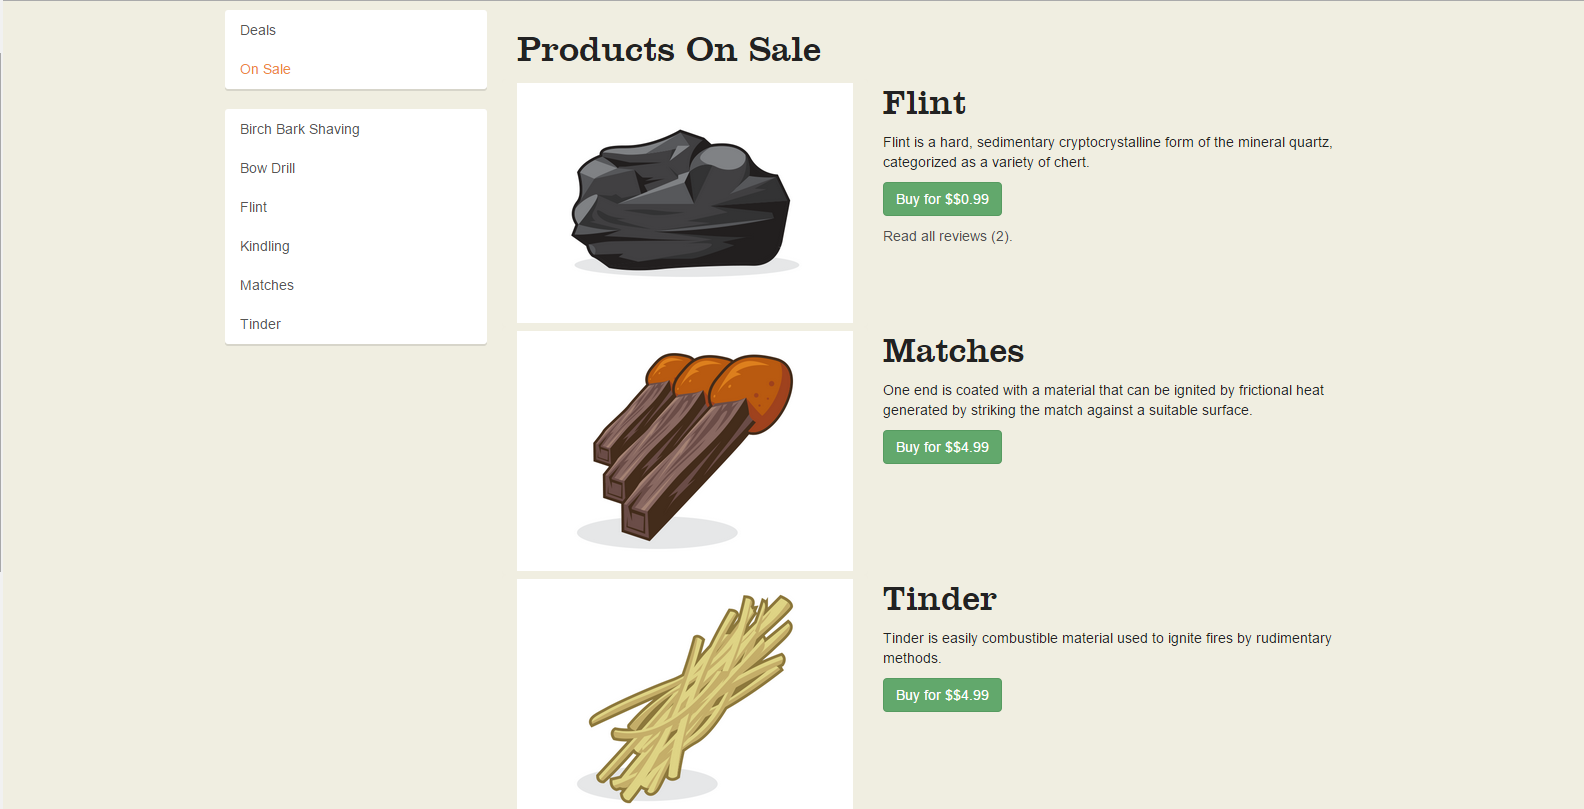 Deals
On Sale
Birch Bark Shaving
Bow Drill
Flint
Kindling
Matches
Tinder
Products On Sale
Flint
Flint is a hard, sedimentary cryptocrystalline form of the mineral quartz,
categorized as a variety of chert.
Buy for $$0.99
Read all reviews (2).
Matches
One end is coated with a material that can be ignited by frictional heat
generated by striking the match against a suitable surface.
Buy for $$4.99
Tinder
Tinder is easily combustible material used to ignite fires by rudimentary
methods.
Buy for $$4.99